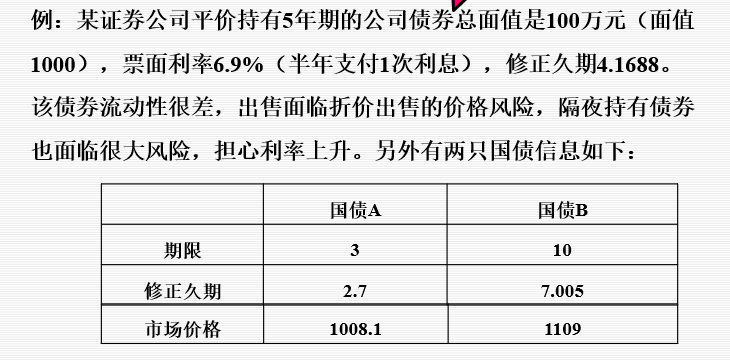 例：某证券公司平价持有5年期的公司债券总面值是100万元（面值
1000），票面利率6.9%（半年支付1次利息），修正久期4.1688。
该债券流动性很差，出售面临折价出售的价格风险，隔夜持有债券
也面临很大风险，担心利率上升。另外有两只国债信息如下：
国债A 国债B
期限 3 10
修正久期 2.7 7.005
市场价格 1008.1 1109